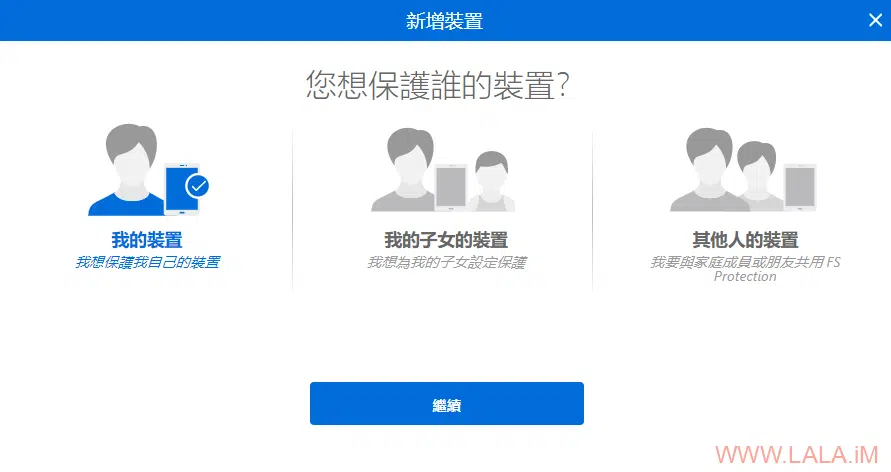 新增裝置
您想保護誰的裝置?
我的裝置
我想保護我自己的裝置
我的子女的裝置
我想為我的子女設定保護
其他人的裝置
我要與家庭成員或朋友共用 FS
Protection
繼續
WWW.LALA.iM